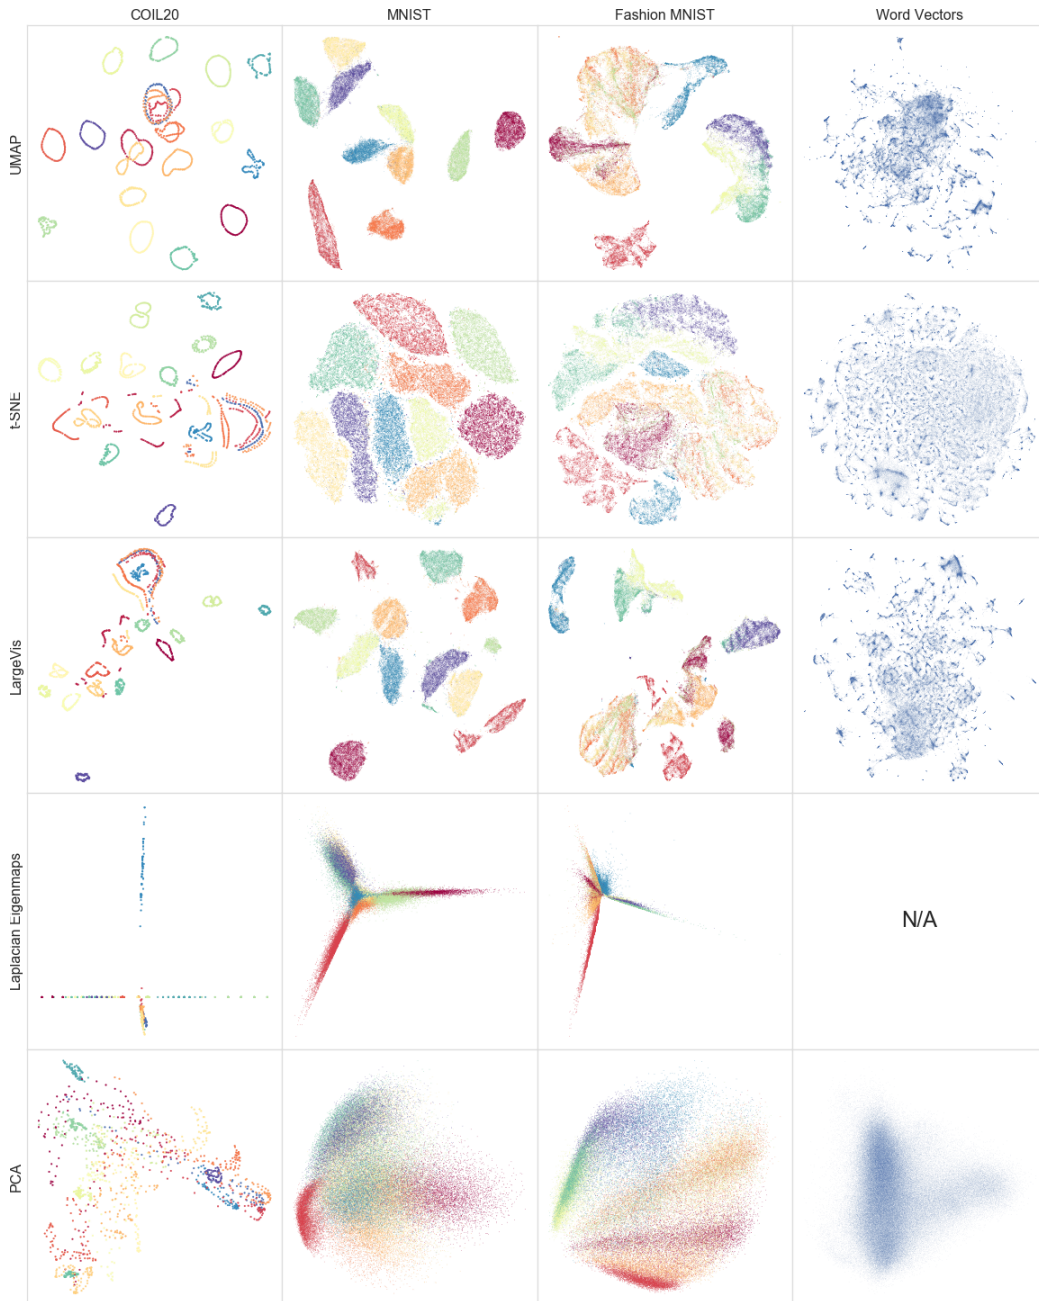 COIL20
MNIST
Fashion MNIST
Word Vectors
UMAP
t-SNE
LargeVis
Laplacian Eigenmaps
N/A
PCA